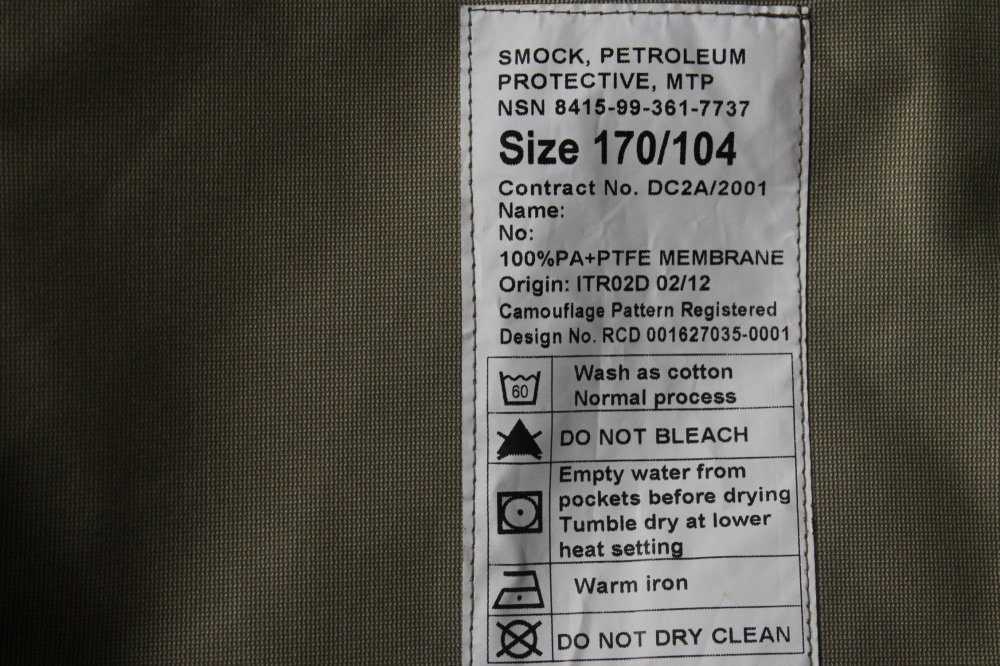 SMOCK, PETROLEUM
PROTECTIVE, MTP
NSN 8415-99-361-7737
Size 170/104
Contract No. DC2A/2001
Name:
No:
100%PA+PTFE MEMBRANE
Origin: ITR02D 02/12
Camouflage Pattern Registered
Design No. RCD 001627035-0001
60
Wash as cotton
Normal process
DO NOT BLEACH
Empty water from
pockets before drying
Tumble dry at lower
heat setting
Warm iron
DO NOT DRY CLEAN